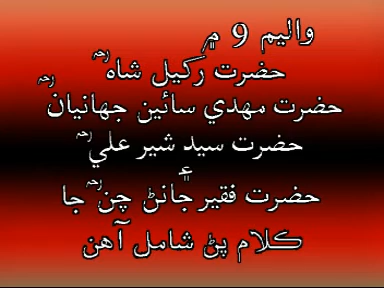 واليم 9 ۾
حضرت رکيل شاهؒ
حضرت مهدي سائين جهانيانؒ
حضرت سيد شير عليؒ
۽
حضرت فقير جانڻ چنؒ جا
ڪلام پڻ شامل آهن